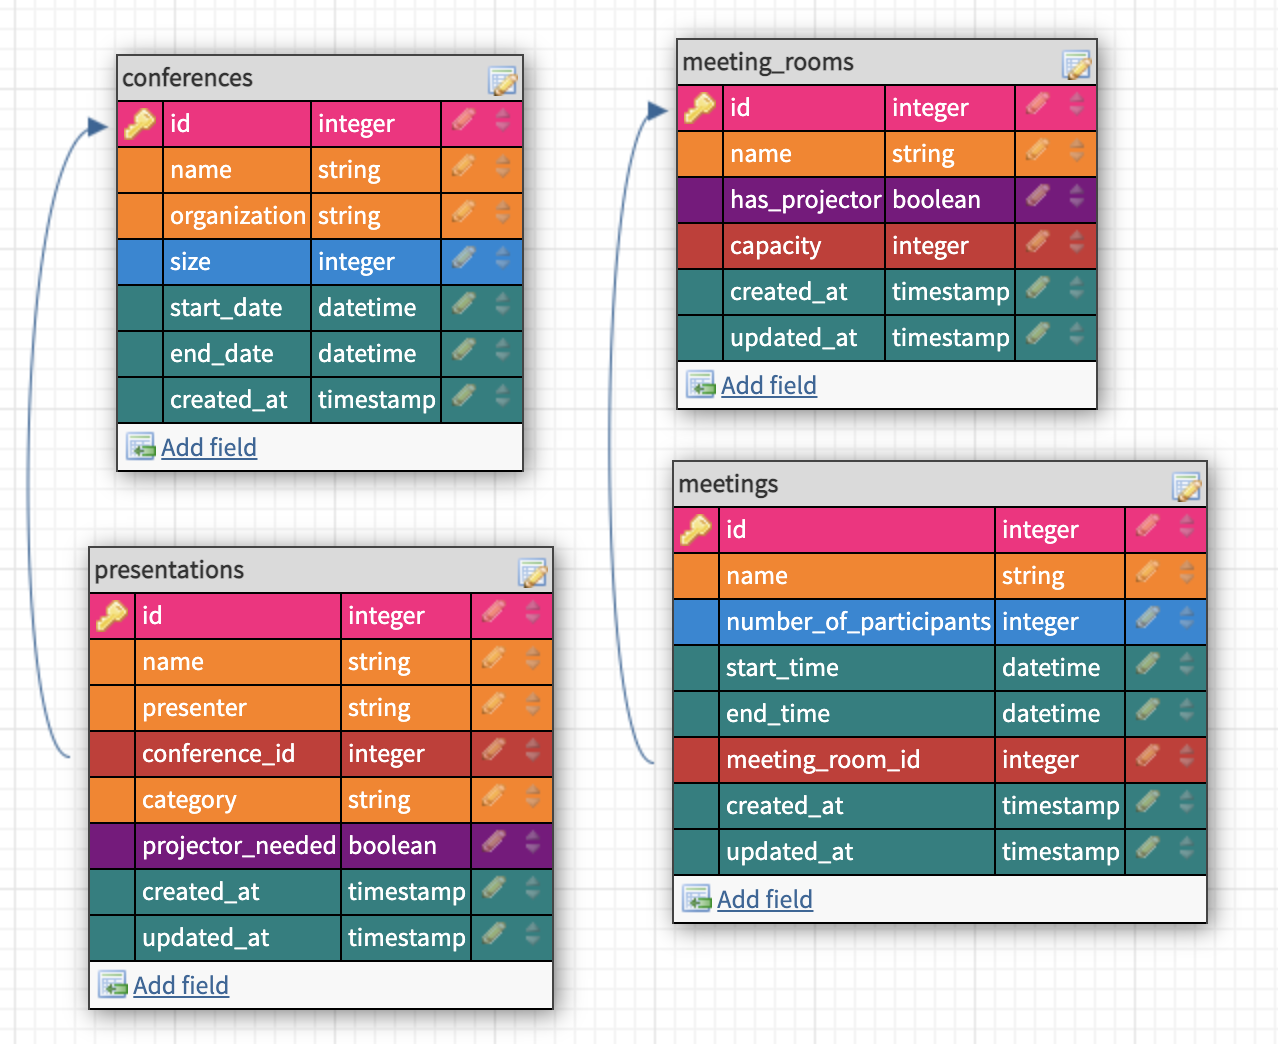 conferences
id integer
name string
organization string
size integer
start_date datetime
end_date datetime
created_at timestamp
Add field
meeting_rooms
id integer
name string
has_projector boolean
capacity integer
created_at timestamp
updated_at timestamp
Add field
presentations
id integer
name string
presenter string
conference_id integer
category string
projector_needed boolean
created_at timestamp
updated_at timestamp
Add field
meetings
id integer
name string
number_of_participants integer
start_time datetime
end_time datetime
meeting_room_id integer
created_at timestamp
updated_at timestamp
Add field